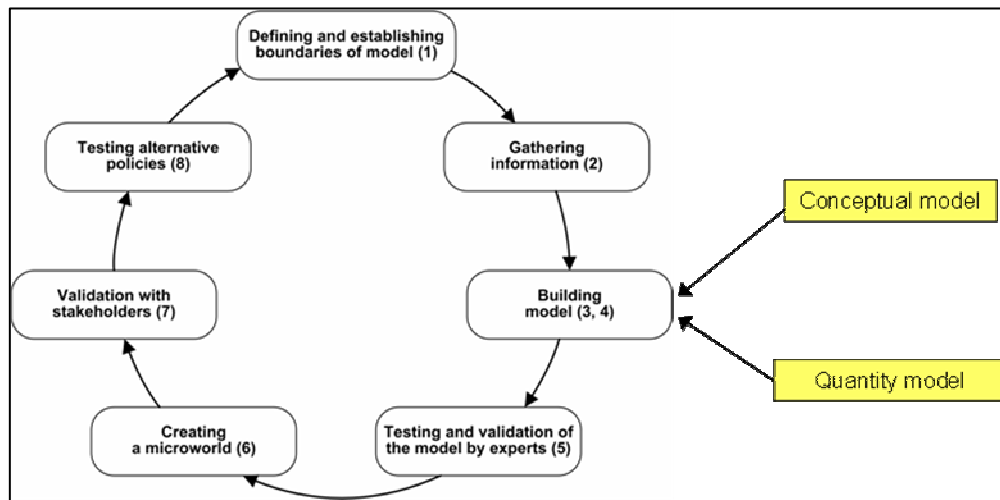 Defining and establishing
boundaries of model (1)
Gathering
information (2)
Building
model (3, 4)
Testing and validation of
the model by experts (5)
Creating
a microworld (6)
Validation with
stakeholders (7)
Testing alternative
policies (8)
Conceptual model
Quantity model